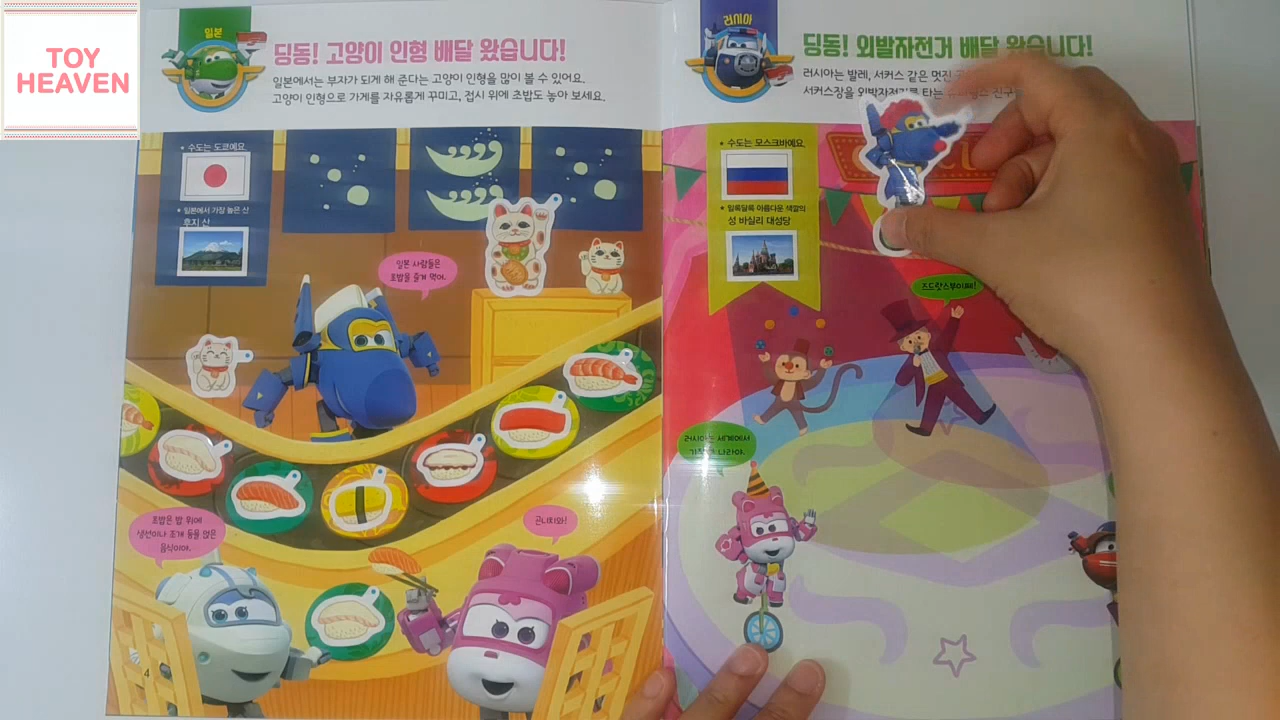 TOY
HEAVEN
일본
딩동! 고양이 인형 배달 왔습니다!
일본에서는 부자가 되게 해 준다는 고양이 인형을 많이 볼 수 있어요.
고양이 인형으로 가게를 자유롭게 꾸미고, 접시 위에 초밥도 놓아 보세요.
* 수도는 도쿄예요.
* 일본에서 가장 높은 산
후지 산
일본 사람들은
초밥을 즐겨 먹어.
초밥은 밥 위에
생선이나 조개 등을 얹은
음식이야.
곤니치와!
4
러시아
딩동! 외발자전거 배달 왔습니다!
러시아는 발레, 서커스 같은 멋진
서커스장을 외발자전거를 타는
* 수도는 모스크바예요.
* 알록달록 아름다운 색깔의
성 바실리 대성당
즈드랍스부이쩨!
러시아는 세계에서
나라야.